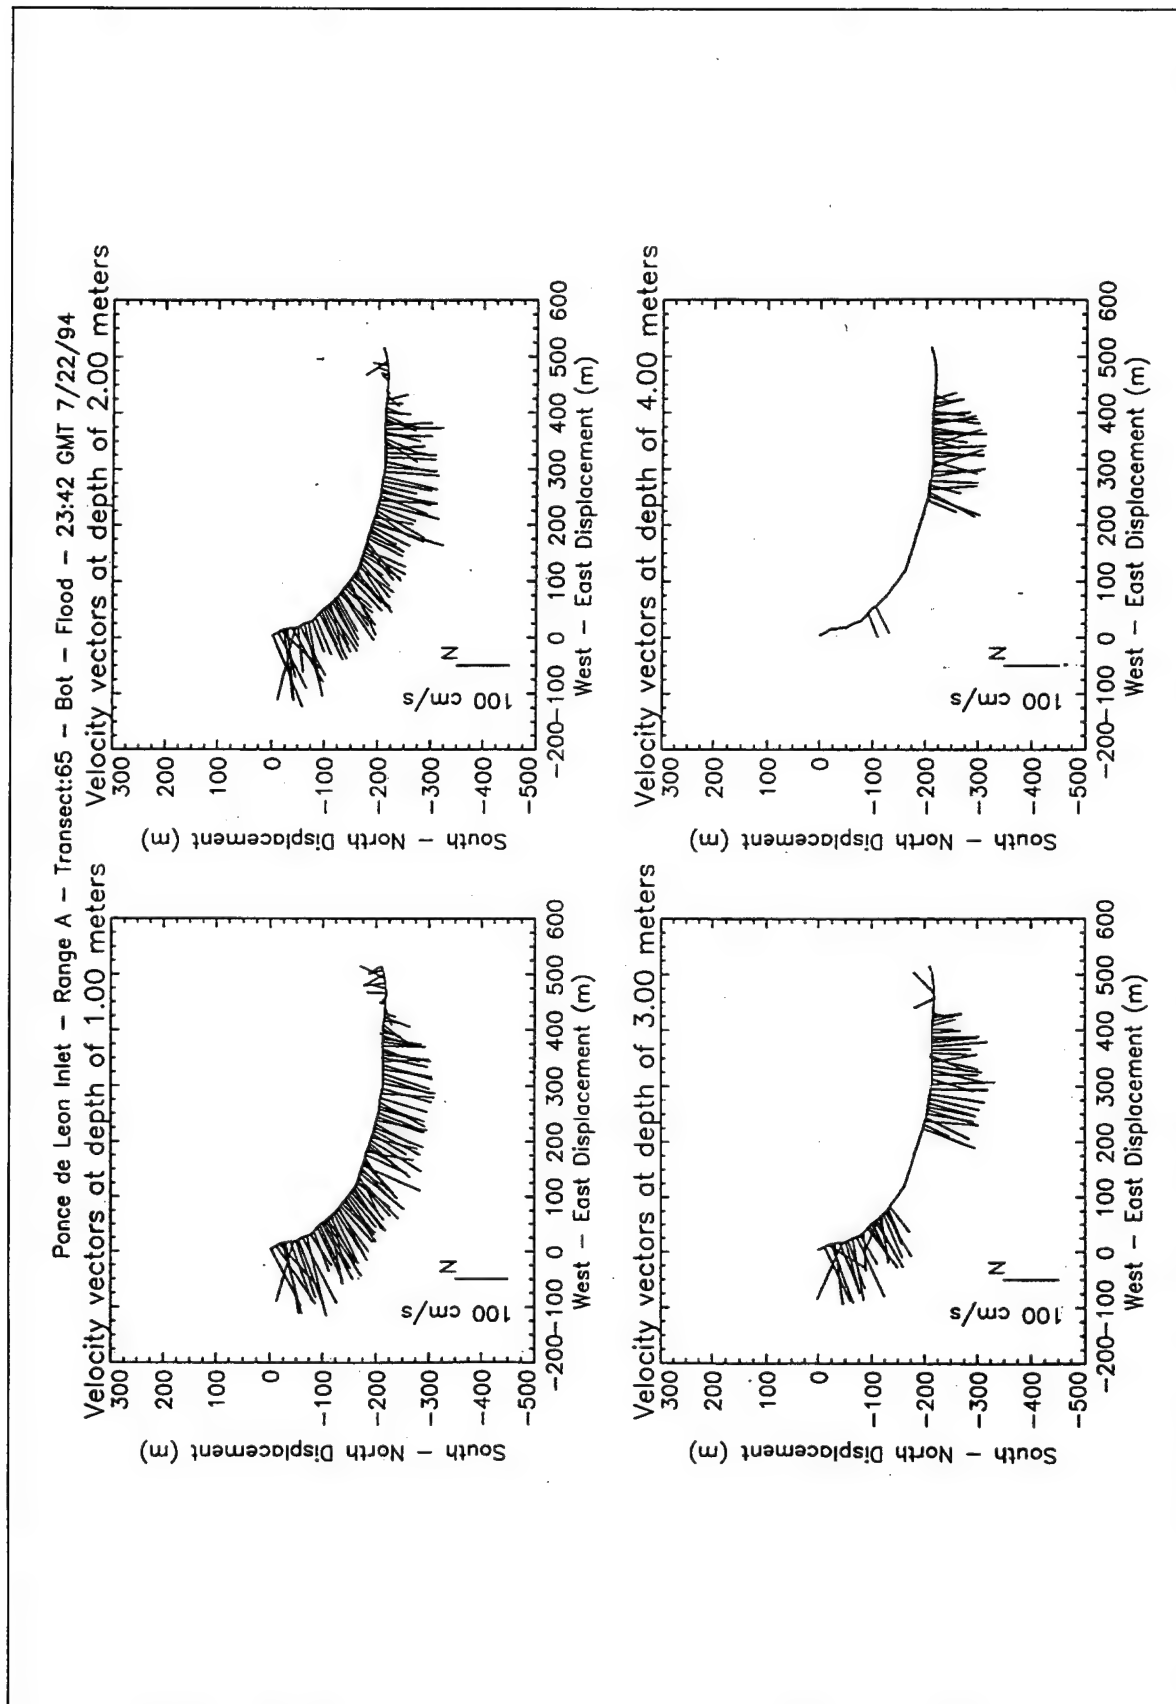 Ponce de Leon Inlet – Range A – Transect:65 – Bot – Flood – 23:42 GMT 7/22/94
Velocity vectors at depth of 1.00 meters
300
200
100
0
-100
-200
-300
-400
-500
South – North Displacement (m)
100 cm/s
N
-200-100 0 100 200 300 400 500 600
West – East Displacement (m)
Velocity vectors at depth of 2.00 meters
300
200
100
0
-100
-200
-300
-400
-500
South – North Displacement (m)
100 cm/s
N
-200-100 0 100 200 300 400 500 600
West – East Displacement (m)
Velocity vectors at depth of 3.00 meters
300
200
100
0
-100
-200
-300
-400
-500
South – North Displacement (m)
100 cm/s
N
-200-100 0 100 200 300 400 500 600
West – East Displacement (m)
Velocity vectors at depth of 4.00 meters
300
200
100
0
-100
-200
-300
-400
-500
South – North Displacement (m)
100 cm/s
N
-200-100 0 100 200 300 400 500 600
West – East Displacement (m)